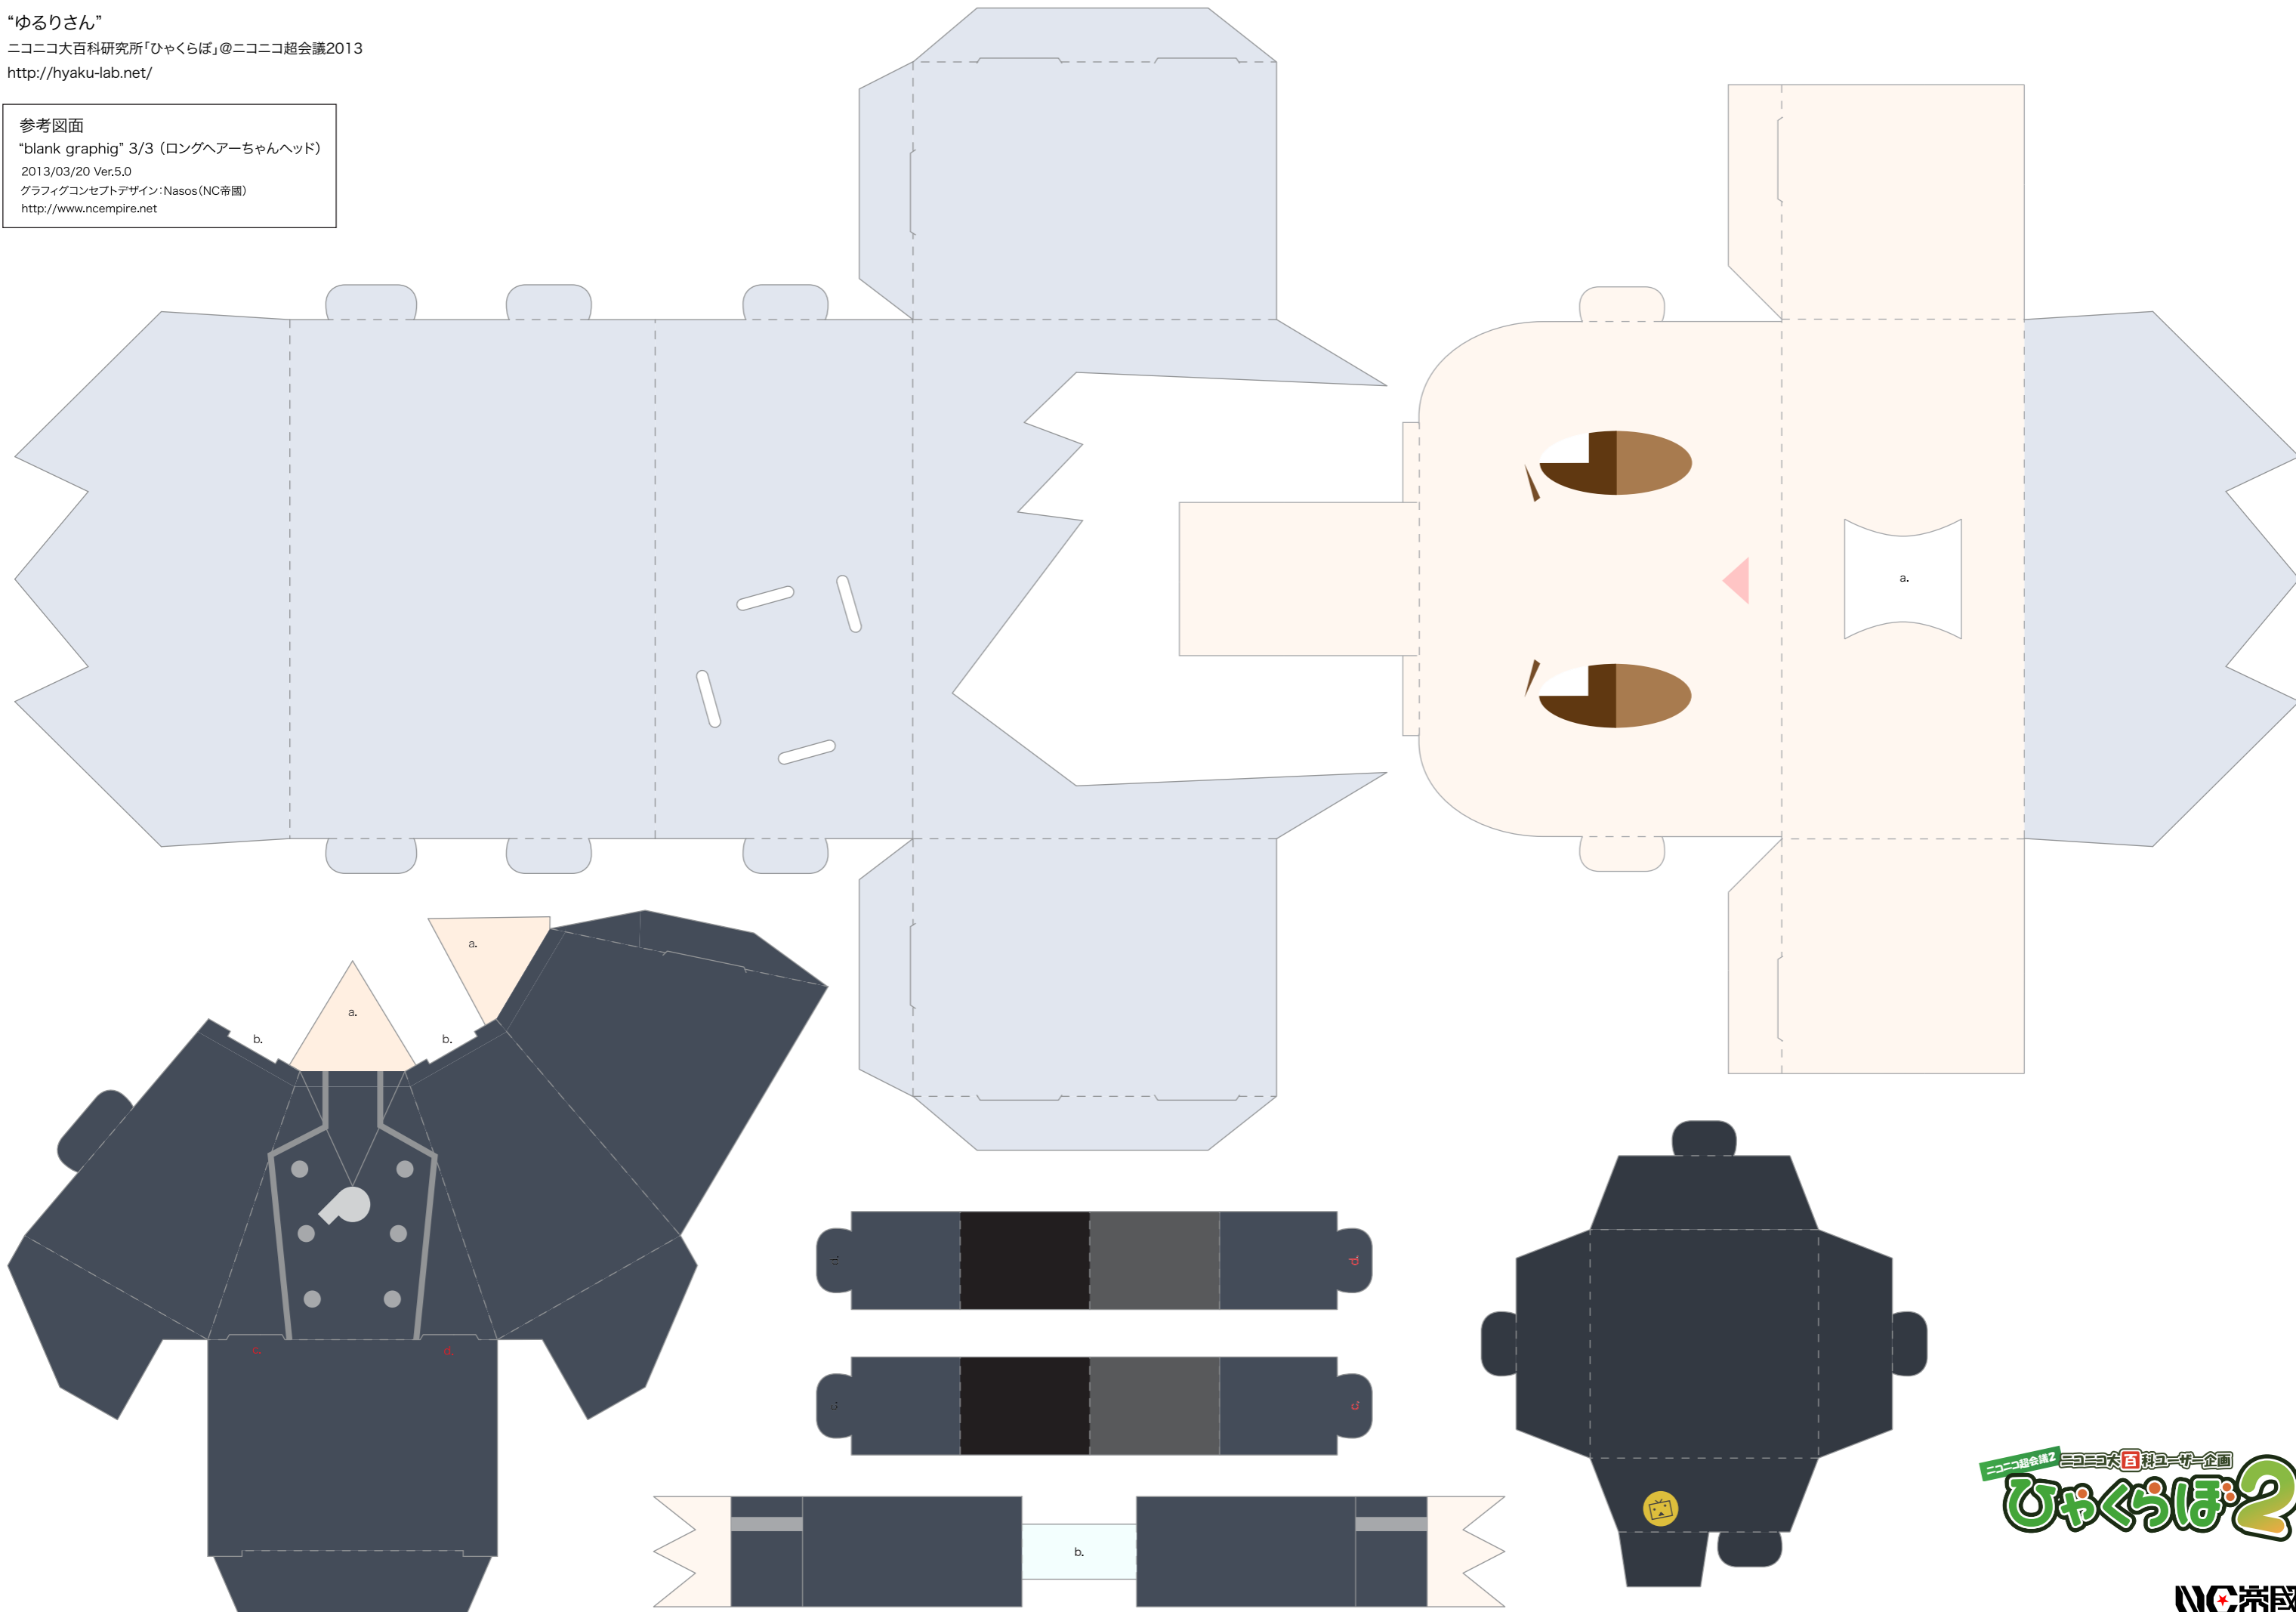 “ゆるりさん”
ニコニコ大百科研究所「ひゃくらぼ」@ニコニコ超会議2013
http://hyaku-lab.net/
参考図面
“blank graphig” 3/3（ロングヘアーちゃんヘッド）
2013/03/20 Ver.5.0
グラフィグコンセプトデザイン：Nasos（NC帝國）
http://www.ncempire.net
a.
a.
a.
b.
b.
c.
d.
d.
d.
c.
c.
b.
ニコニコ超会議2
ニコニコ大百科ユーザー企画
ひゃくらぼ2
NC帝國